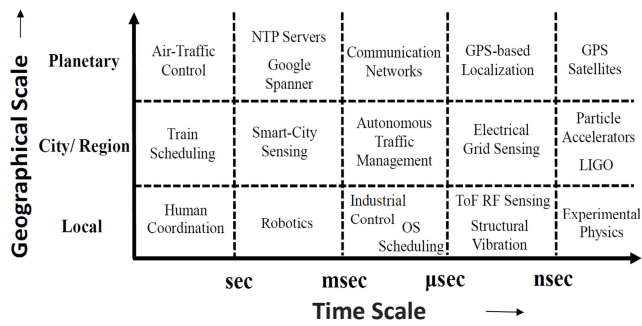 Geographical Scale
Planetary
Air-Traffic
Control
NTP Servers
Google
Spanner
Communication
Networks
GPS-based
Localization
GPS
Satellites
City/ Region
Train
Scheduling
Smart-City
Sensing
Autonomous
Traffic
Management
Electrical
Grid Sensing
Particle
Accelerators
LIGO
Local
Human
Coordination
Robotics
Industrial
Control
OS
Scheduling
ToF RF Sensing
Structural
Vibration
Experimental
Physics
sec
msec
μsec
nsec
Time Scale